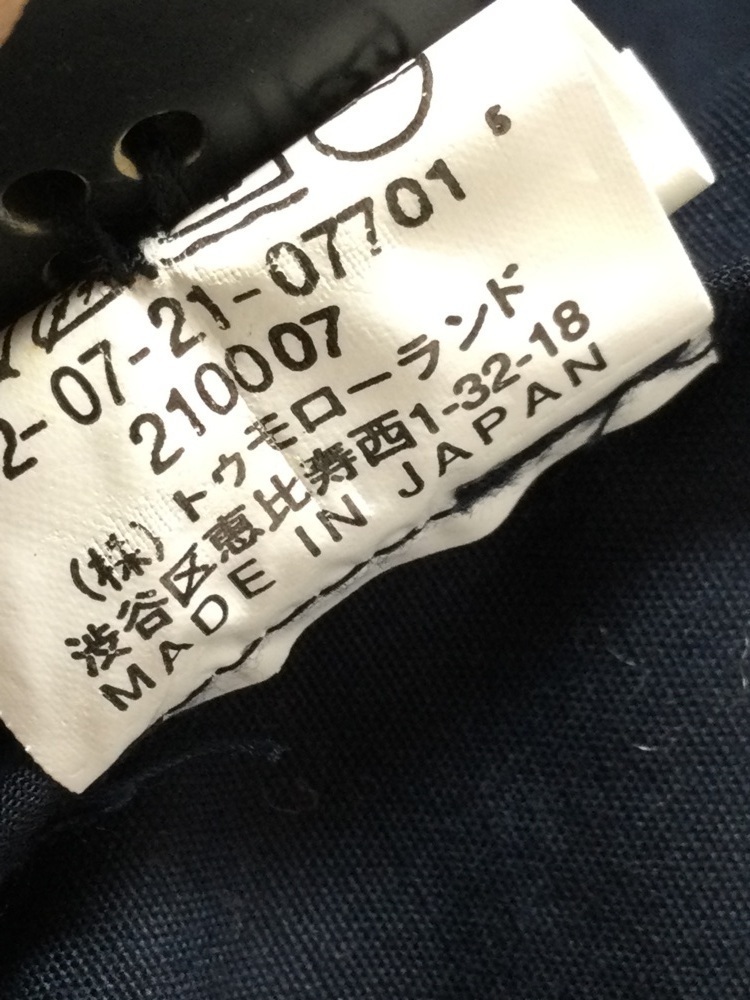 2-07-21-07701
210007
(株)トゥモローランド
渋谷区恵比寿西1-32-18
MADE IN JAPAN